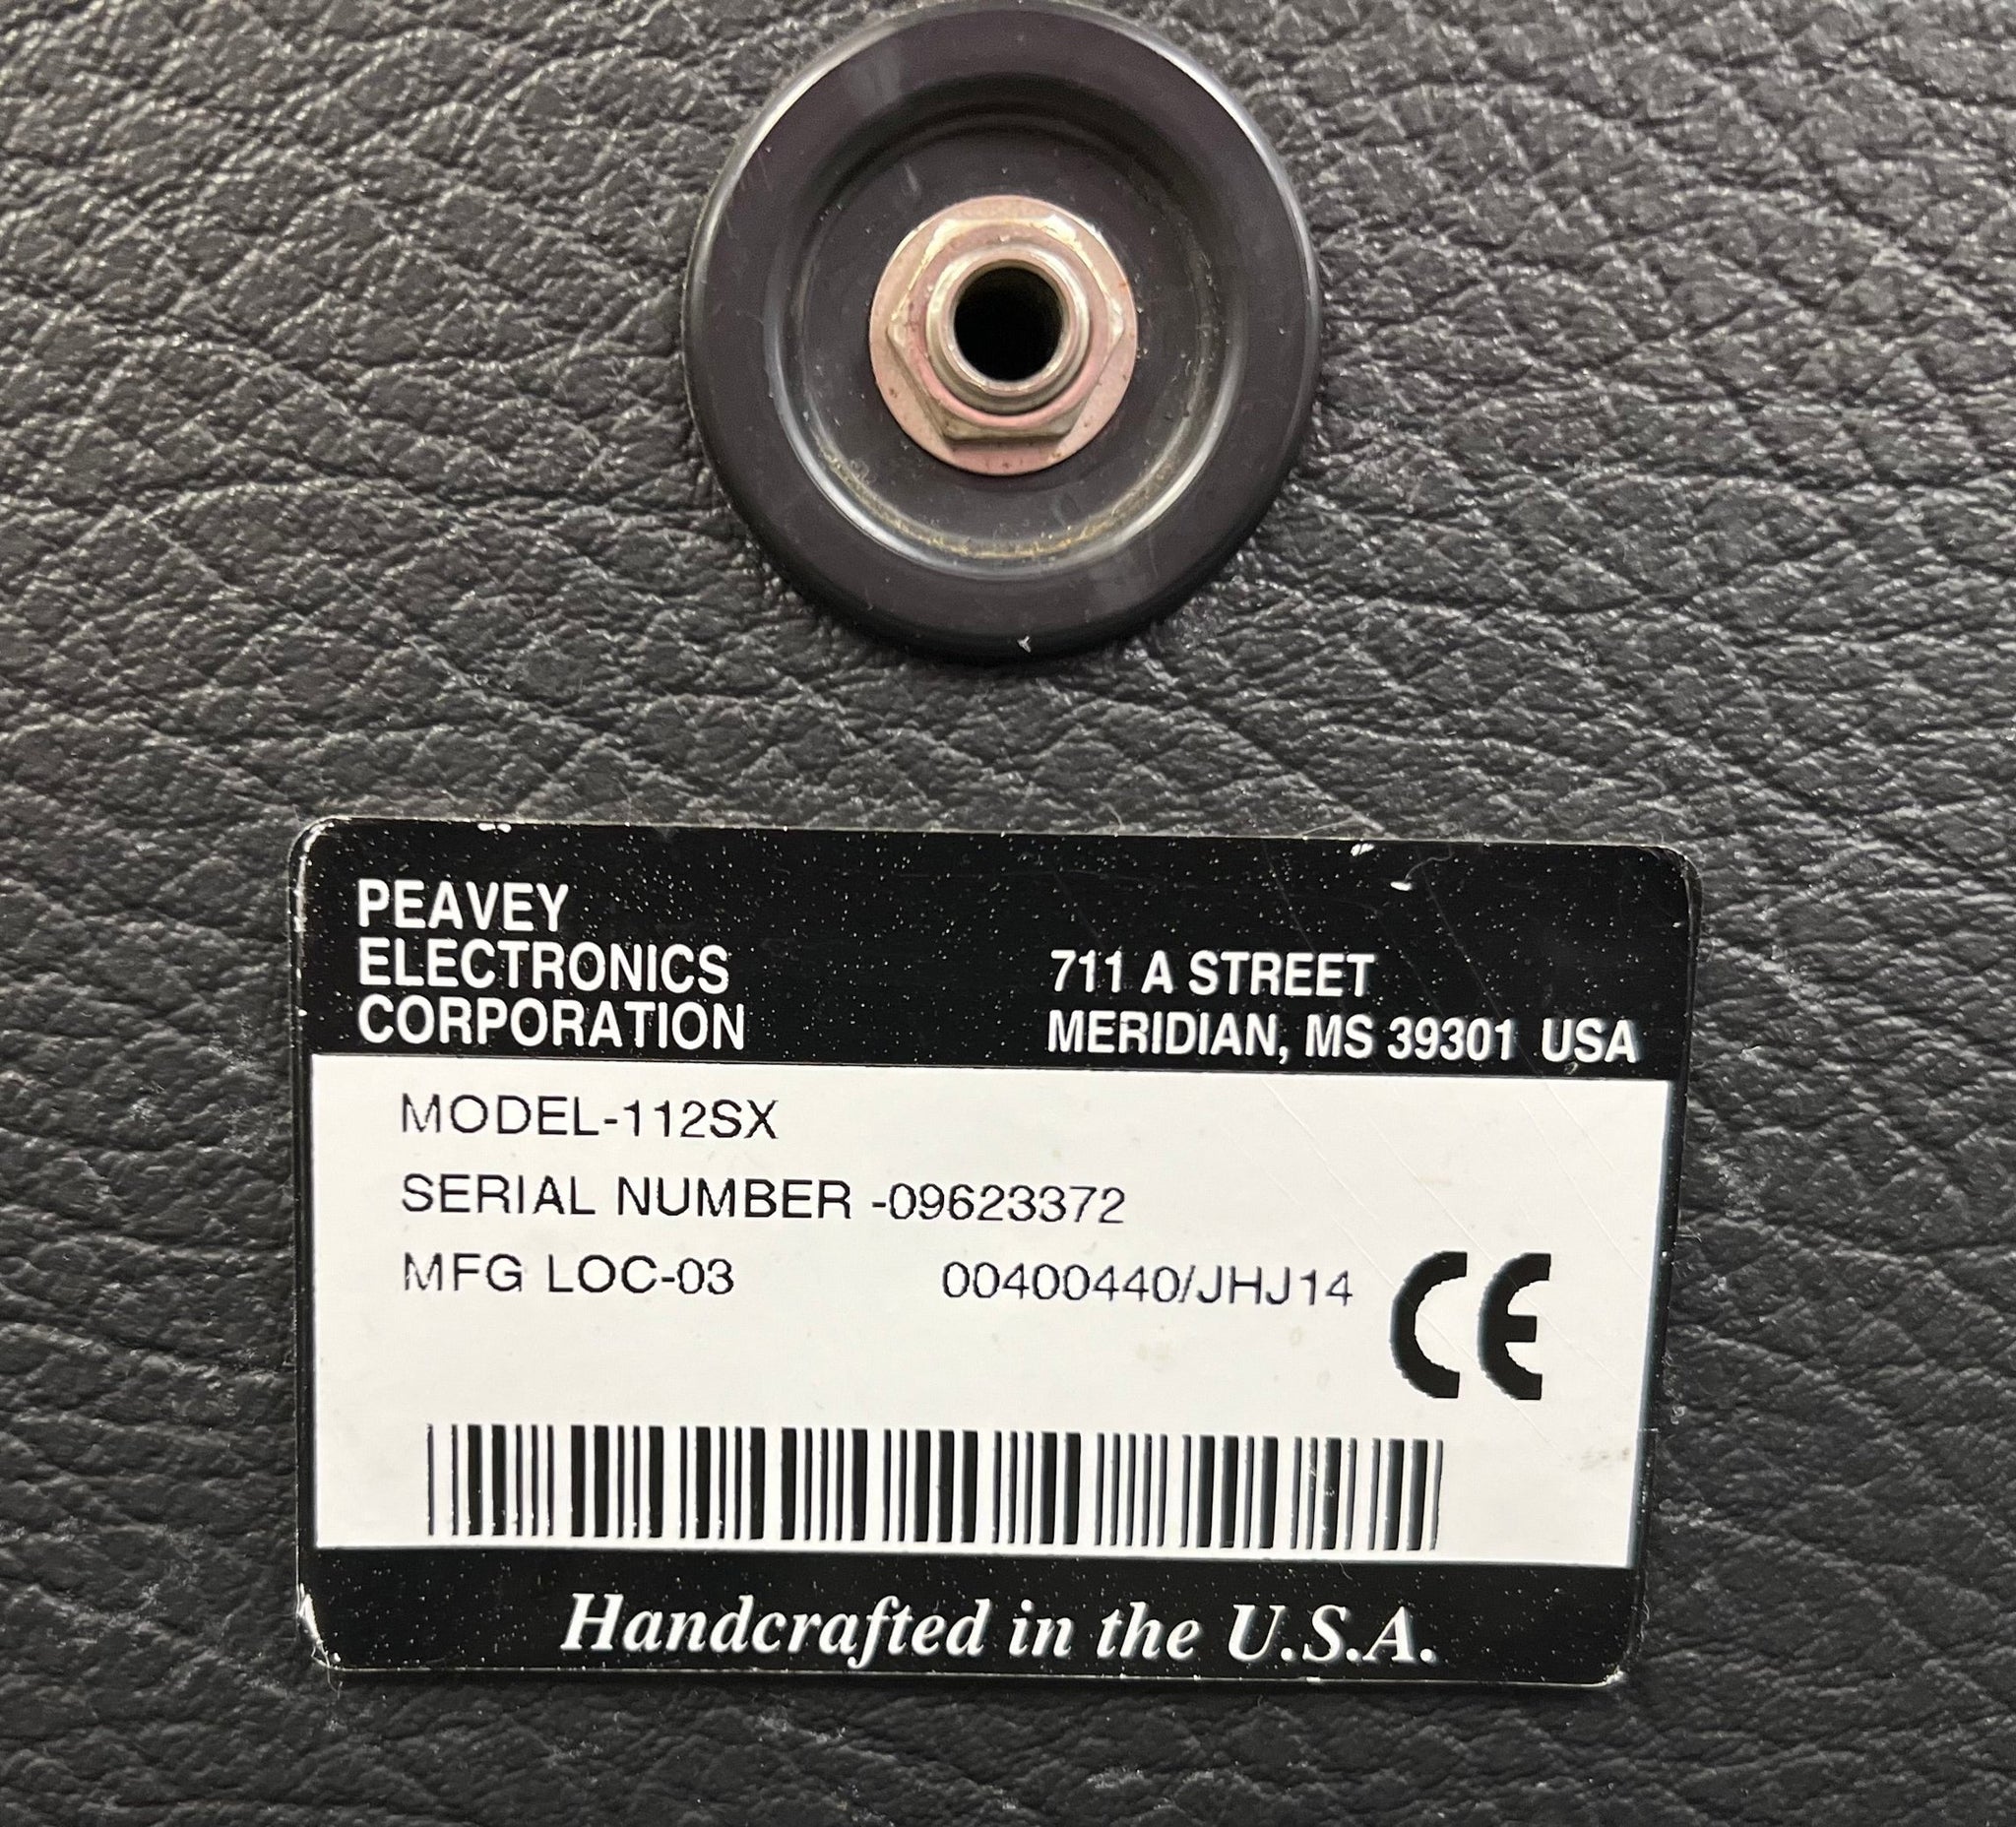 PEAVEY
ELECTRONICS
CORPORATION
711 A STREET
MERIDIAN, MS 39301 USA
MODEL-112SX
SERIAL NUMBER -09623372
MFG LOC-03 00400440/JHJ14
CE
Handcrafted in the U.S.A.